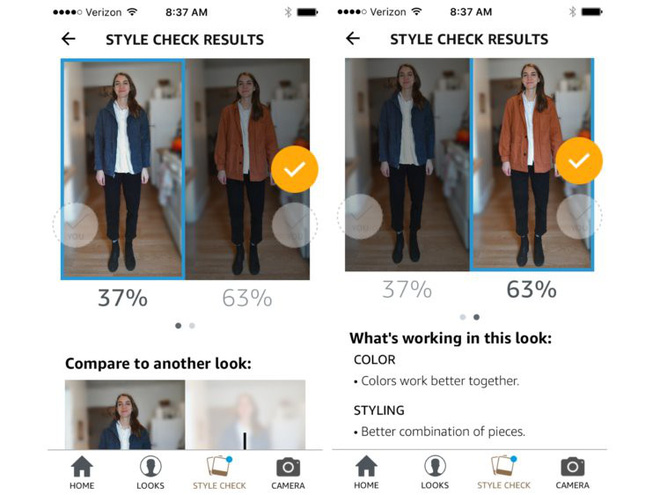 Verizon 8:37 AM
STYLE CHECK RESULTS
YOU
37% 63%
Compare to another look:
HOME LOOKS STYLE CHECK CAMERA
Verizon 8:37 AM
STYLE CHECK RESULTS
YOU
37% 63%
What's working in this look:
COLOR
• Colors work better together.
STYLING
• Better combination of pieces.
HOME LOOKS STYLE CHECK CAMERA